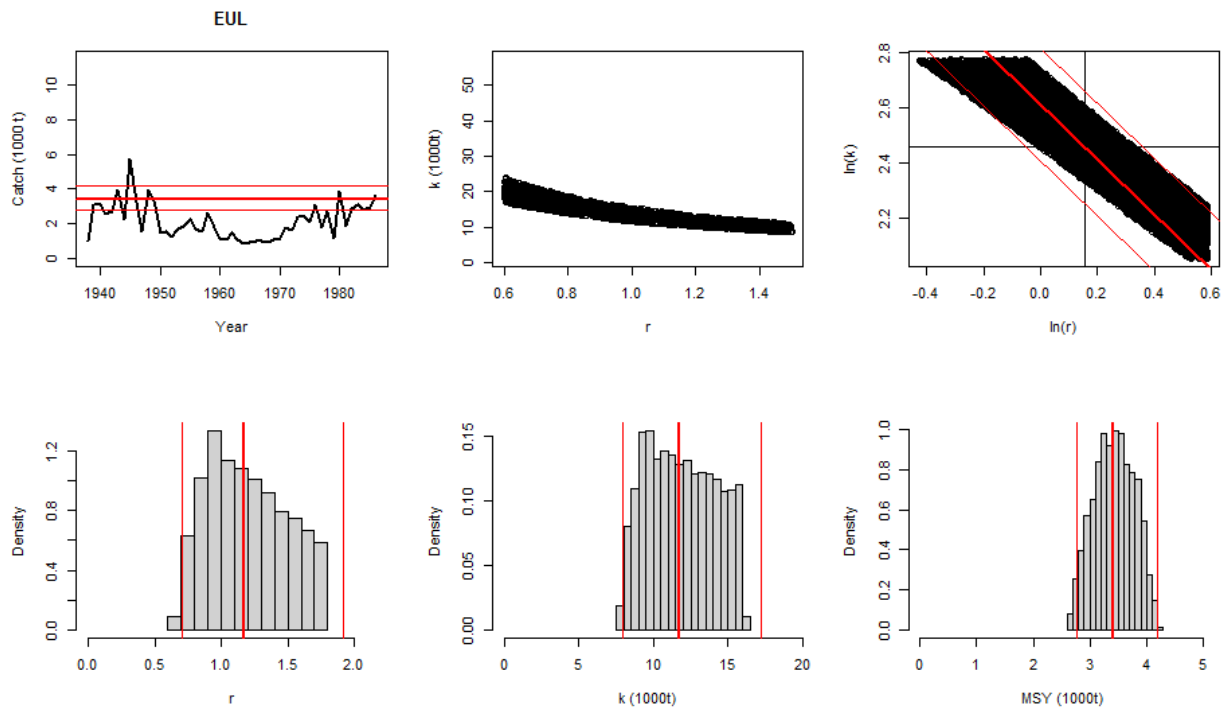 EUL
Catch (1000 t)
0 2 4 6 8 10
1940 1950 1960 1970 1980
Year
k (1000t)
0 10 20 30 40 50
0.6 0.8 1.0 1.2 1.4
r
ln(k)
2.2 2.4 2.6 2.8
-0.4 -0.2 0.0 0.2 0.4 0.6
ln(r)
Density
0.0 0.4 0.8 1.2
0.0 0.5 1.0 1.5 2.0
r
Density
0.00 0.05 0.10 0.15
0 5 10 15 20
k (1000t)
Density
0.0 0.2 0.4 0.6 0.8 1.0
0 1 2 3 4 5
MSY (1000t)